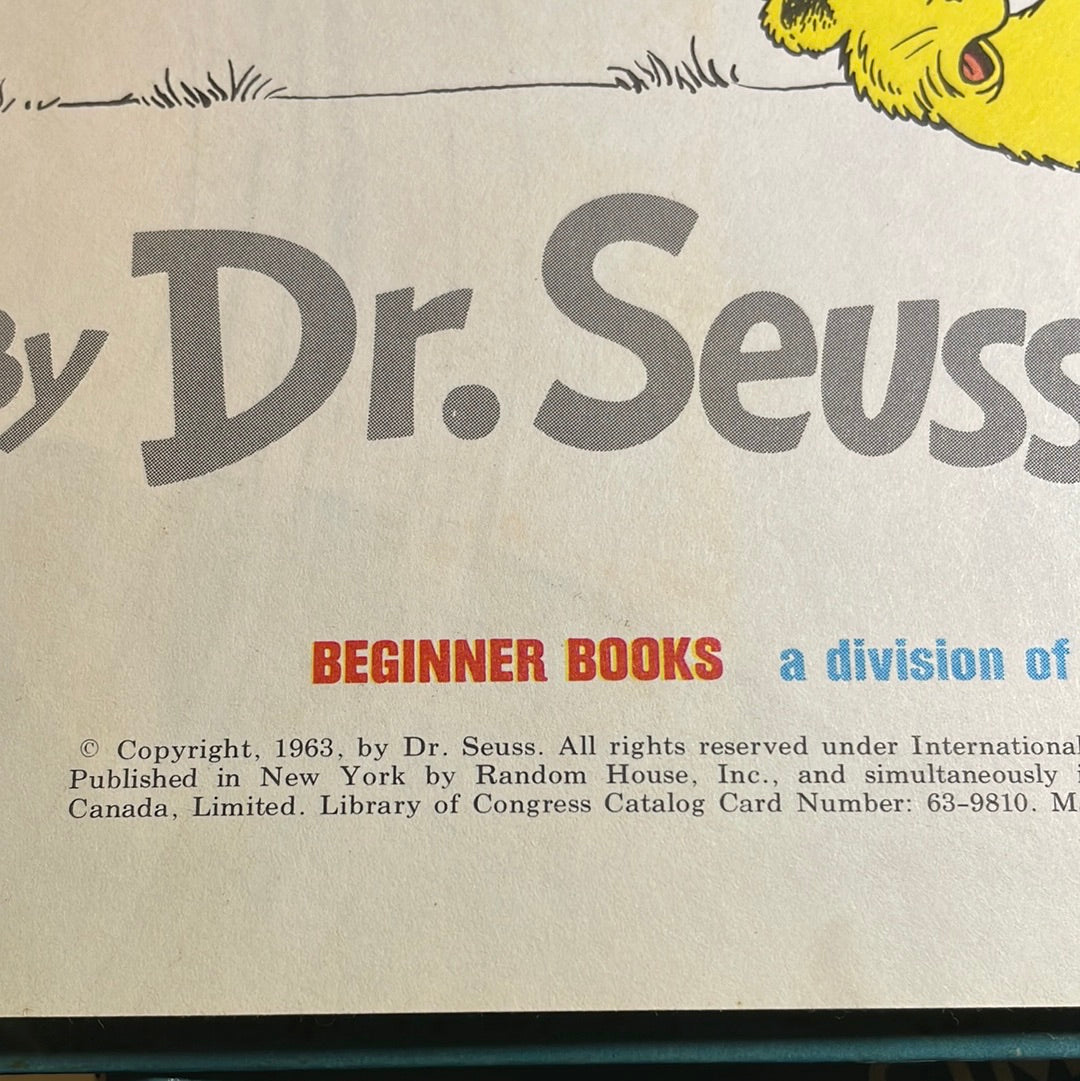 By Dr. Seuss
BEGINNER BOOKS a division of
© Copyright, 1963, by Dr. Seuss. All rights reserved under International
Published in New York by Random House, Inc., and simultaneously i
Canada, Limited. Library of Congress Catalog Card Number: 63-9810. M